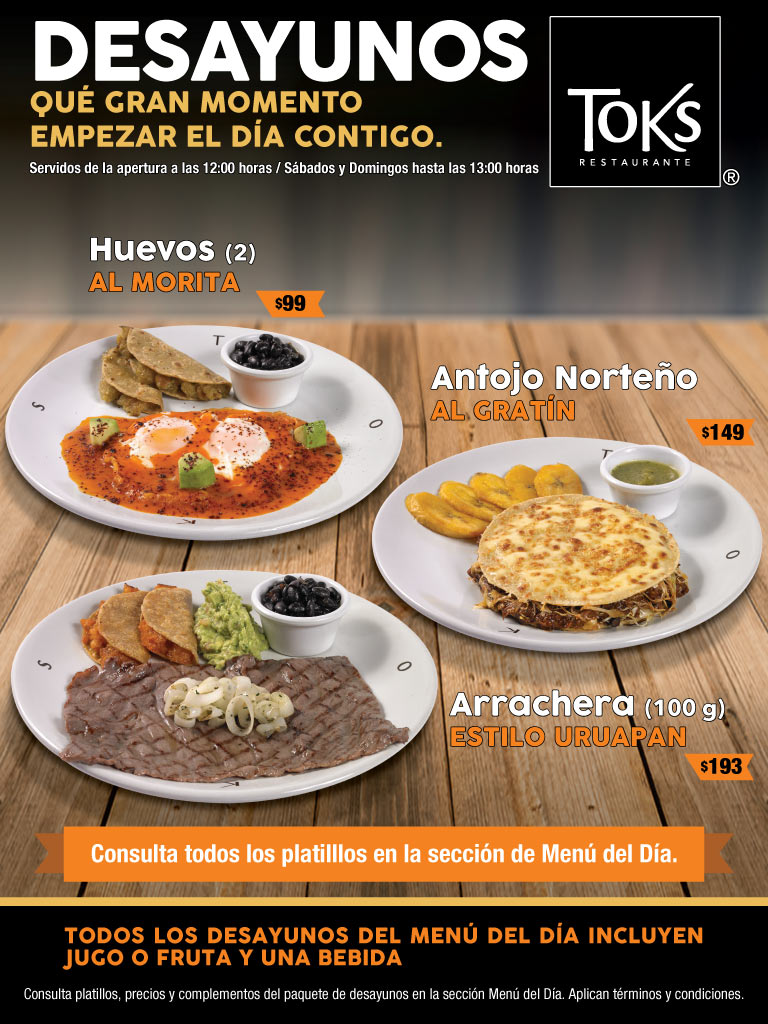 DESAYUNOS
QUÉ GRAN MOMENTO
EMPEZAR EL DÍA CONTIGO.
Servidos de la apertura a las 12:00 horas / Sábados y Domingos hasta las 13:00 horas
TOKS
RESTAURANTE
®
Huevos (2)
AL MORITA
$99
Antojo Norteño
AL GRATÍN
$149
T
O
K
S
T
O
K
Arrachera (100 g)
ESTILO URUAPAN
$193
S
O
K
Consulta todos los platilllos en la sección de Menú del Día.
TODOS LOS DESAYUNOS DEL MENÚ DEL DÍA INCLUYEN
JUGO O FRUTA Y UNA BEBIDA
Consulta platillos, precios y complementos del paquete de desayunos en la sección Menú del Día. Aplican términos y condiciones.